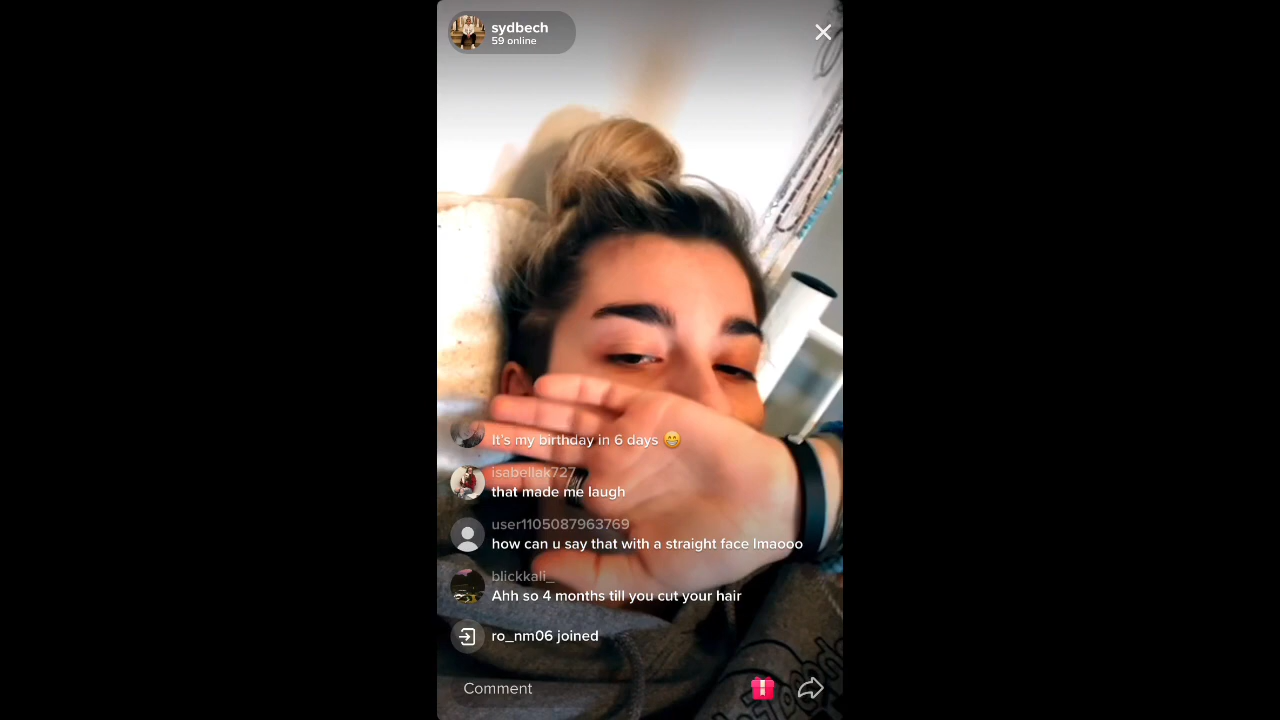 sydbech
59 online
It's my birthday in 6 days 😁
isabellak727
that made me laugh
user1105087963769
how can u say that with a straight face lmaooo
blickkali_
Ahh so 4 months till you cut your hair
ro_nm06 joined
Comment